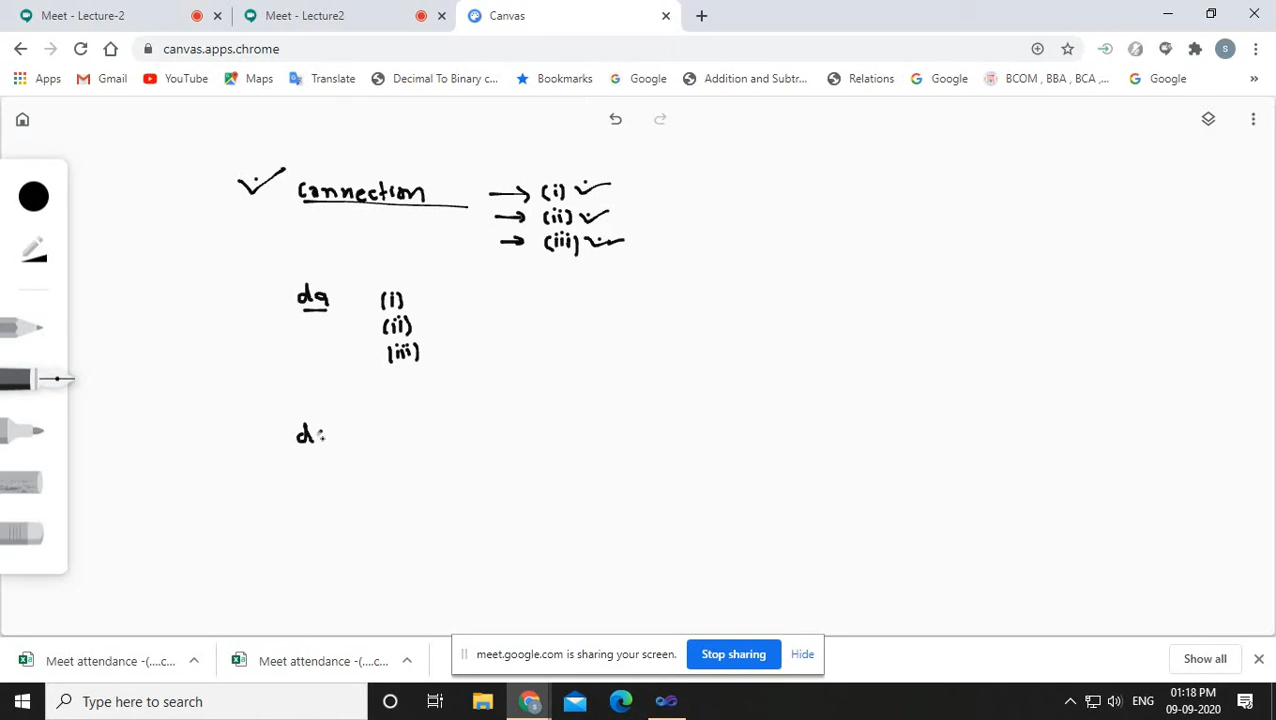 Meet - Lecture-2
Meet - Lecture2
Canvas
canvas.apps.chrome
S
Apps
Gmail
YouTube
Maps
Translate
Decimal To Binary c...
Bookmarks
Google
Addition and Subtr...
Relations
Google
BCOM , BBA , BCA ,...
Google
»
Connection → (i)
→ (ii)
→ (iii)
da (i)
(ii)
(iii)
d
meet.google.com is sharing your screen.
Stop sharing
Hide
Meet attendance -(....c...
Meet attendance -(....c...
Show all
Type here to search
ENG
01:18 PM
09-09-2020